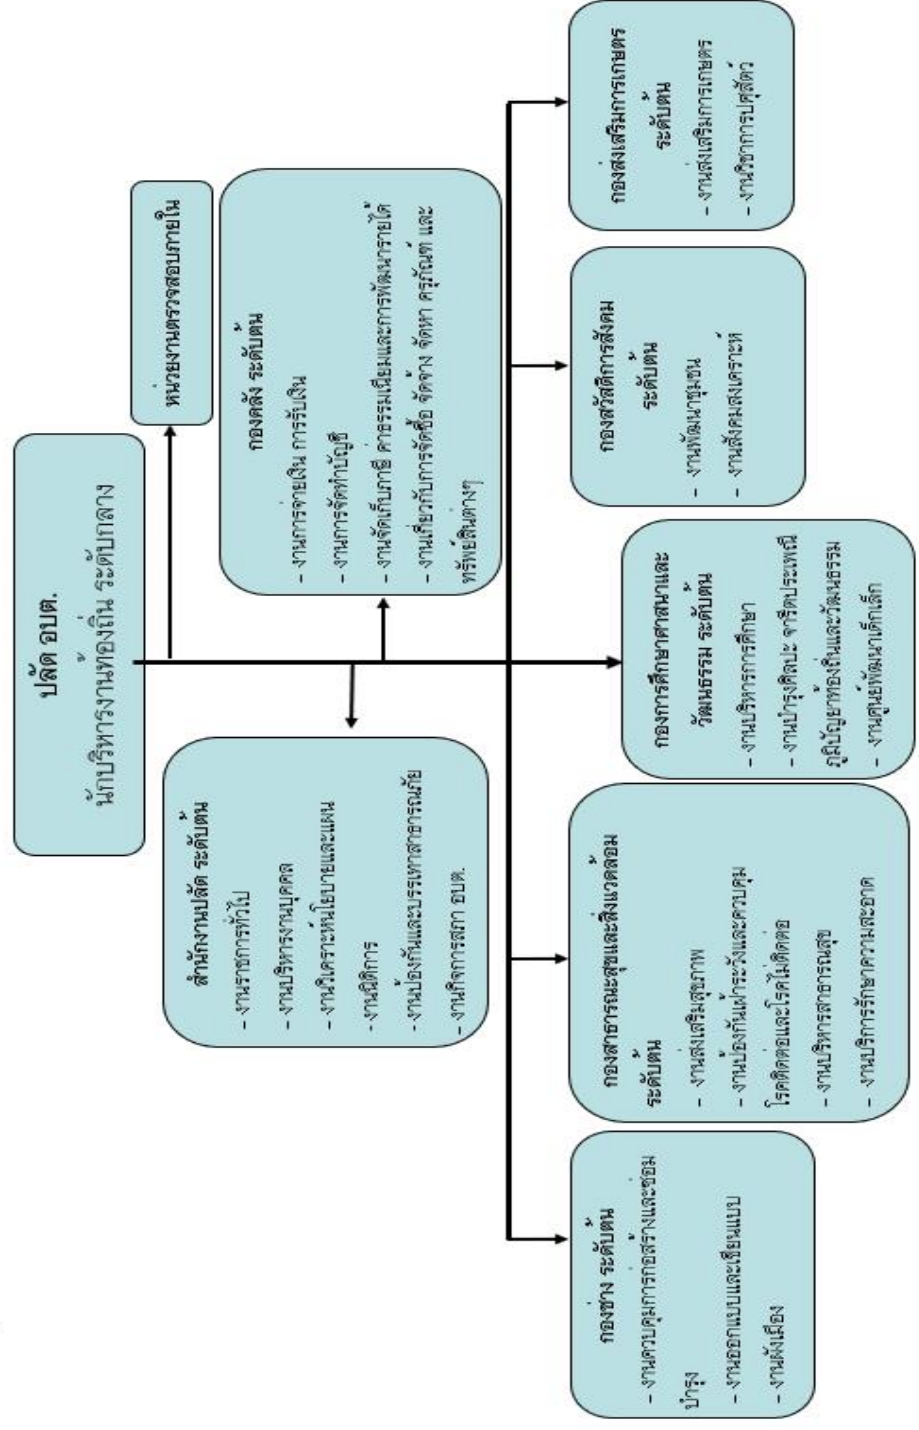 ปลัด อบต.
นักบริหารงานท้องถิ่น ระดับกลาง
หน่วยงานตรวจสอบภายใน
สำนักงานปลัด ระดับต้น
- งานราชการทั่วไป
- งานบริหารงานบุคคล
- งานวิเคราะห์นโยบายและแผน
- งานนิติการ
- งานป้องกันและบรรเทาสาธารณภัย
- งานกิจการสภา อบต.
กองคลัง ระดับต้น
- งานการจ่ายเงิน การรับเงิน
- งานการจัดทำบัญชี
- งานจัดเก็บภาษี ค่าธรรมเนียมและการพัฒนารายได้
- งานเกี่ยวกับการจัดซื้อ จัดจ้าง จัดหา ครุภัณฑ์ และ
ทรัพย์สินต่างๆ
กองช่าง ระดับต้น
- งานควบคุมการก่อสร้างและซ่อม
บำรุง
- งานออกแบบและเขียนแบบ
- งานผังเมือง
กองสาธารณะสุขและสิ่งแวดล้อม
ระดับต้น
- งานส่งเสริมสุขภาพ
- งานป้องกันเฝ้าระวังและควบคุม
โรคติดต่อและโรคไม่ติดต่อ
- งานบริหารสาธารณสุข
- งานบริการรักษาความสะอาด
กองการศึกษาศาสนาและ
วัฒนธรรม ระดับต้น
- งานบริหารการศึกษา
- งานบำรุงศิลปะ จาริตประเพณี
ภูมิปัญญาท้องถิ่นและวัฒนธรรม
- งานศูนย์พัฒนาเด็กเล็ก
กองสวัสดิการสังคม
ระดับต้น
- งานพัฒนาชุมชน
- งานสังคมสงเคราะห์
กองส่งเสริมการเกษตร
ระดับต้น
- งานส่งเสริมการเกษตร
- งานวิชาการปศุสัตว์